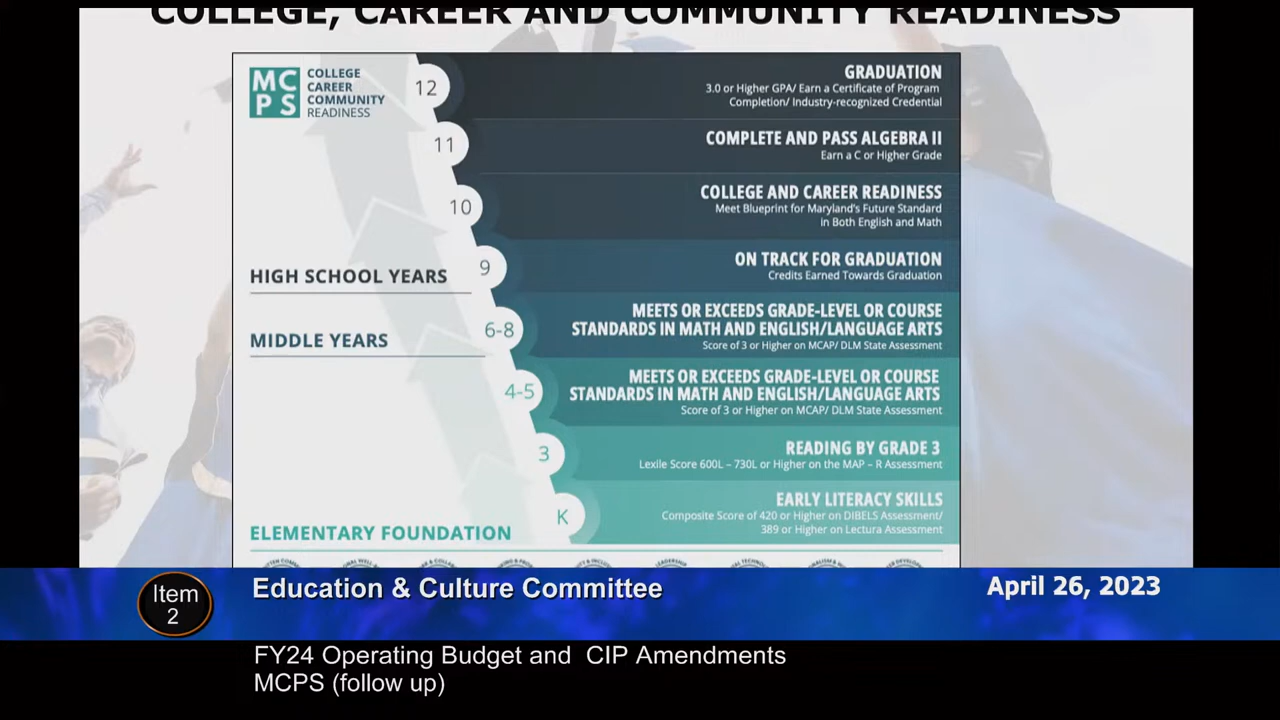 COLLEGE, CAREER AND COMMUNITY READINESS
MC
PS
COLLEGE
CAREER
COMMUNITY
READINESS
12
GRADUATION
3.0 or Higher GPA/ Earn a Certificate of Program
Completion/ Industry-recognized Credential
11
COMPLETE AND PASS ALGEBRA II
Earn a C or Higher Grade
10
COLLEGE AND CAREER READINESS
Meet Blueprint for Maryland's Future Standard
in Both English and Math
HIGH SCHOOL YEARS
9
ON TRACK FOR GRADUATION
Credits Earned Towards Graduation
MIDDLE YEARS
6-8
MEETS OR EXCEEDS GRADE-LEVEL OR COURSE
STANDARDS IN MATH AND ENGLISH/LANGUAGE ARTS
Score of 3 or Higher on MCAP/ DLM State Assessment
4-5
MEETS OR EXCEEDS GRADE-LEVEL OR COURSE
STANDARDS IN MATH AND ENGLISH/LANGUAGE ARTS
Score of 3 or Higher on MCAP/ DLM State Assessment
3
READING BY GRADE 3
Lexile Score 600L – 730L or Higher on the MAP – R Assessment
K
EARLY LITERACY SKILLS
Composite Score of 420 or Higher on DIBELS Assessment/
389 or Higher on Lectura Assessment
ELEMENTARY FOUNDATION
LEADERSHIP
Item
2
Education & Culture Committee
April 26, 2023
FY24 Operating Budget and CIP Amendments
MCPS (follow up)